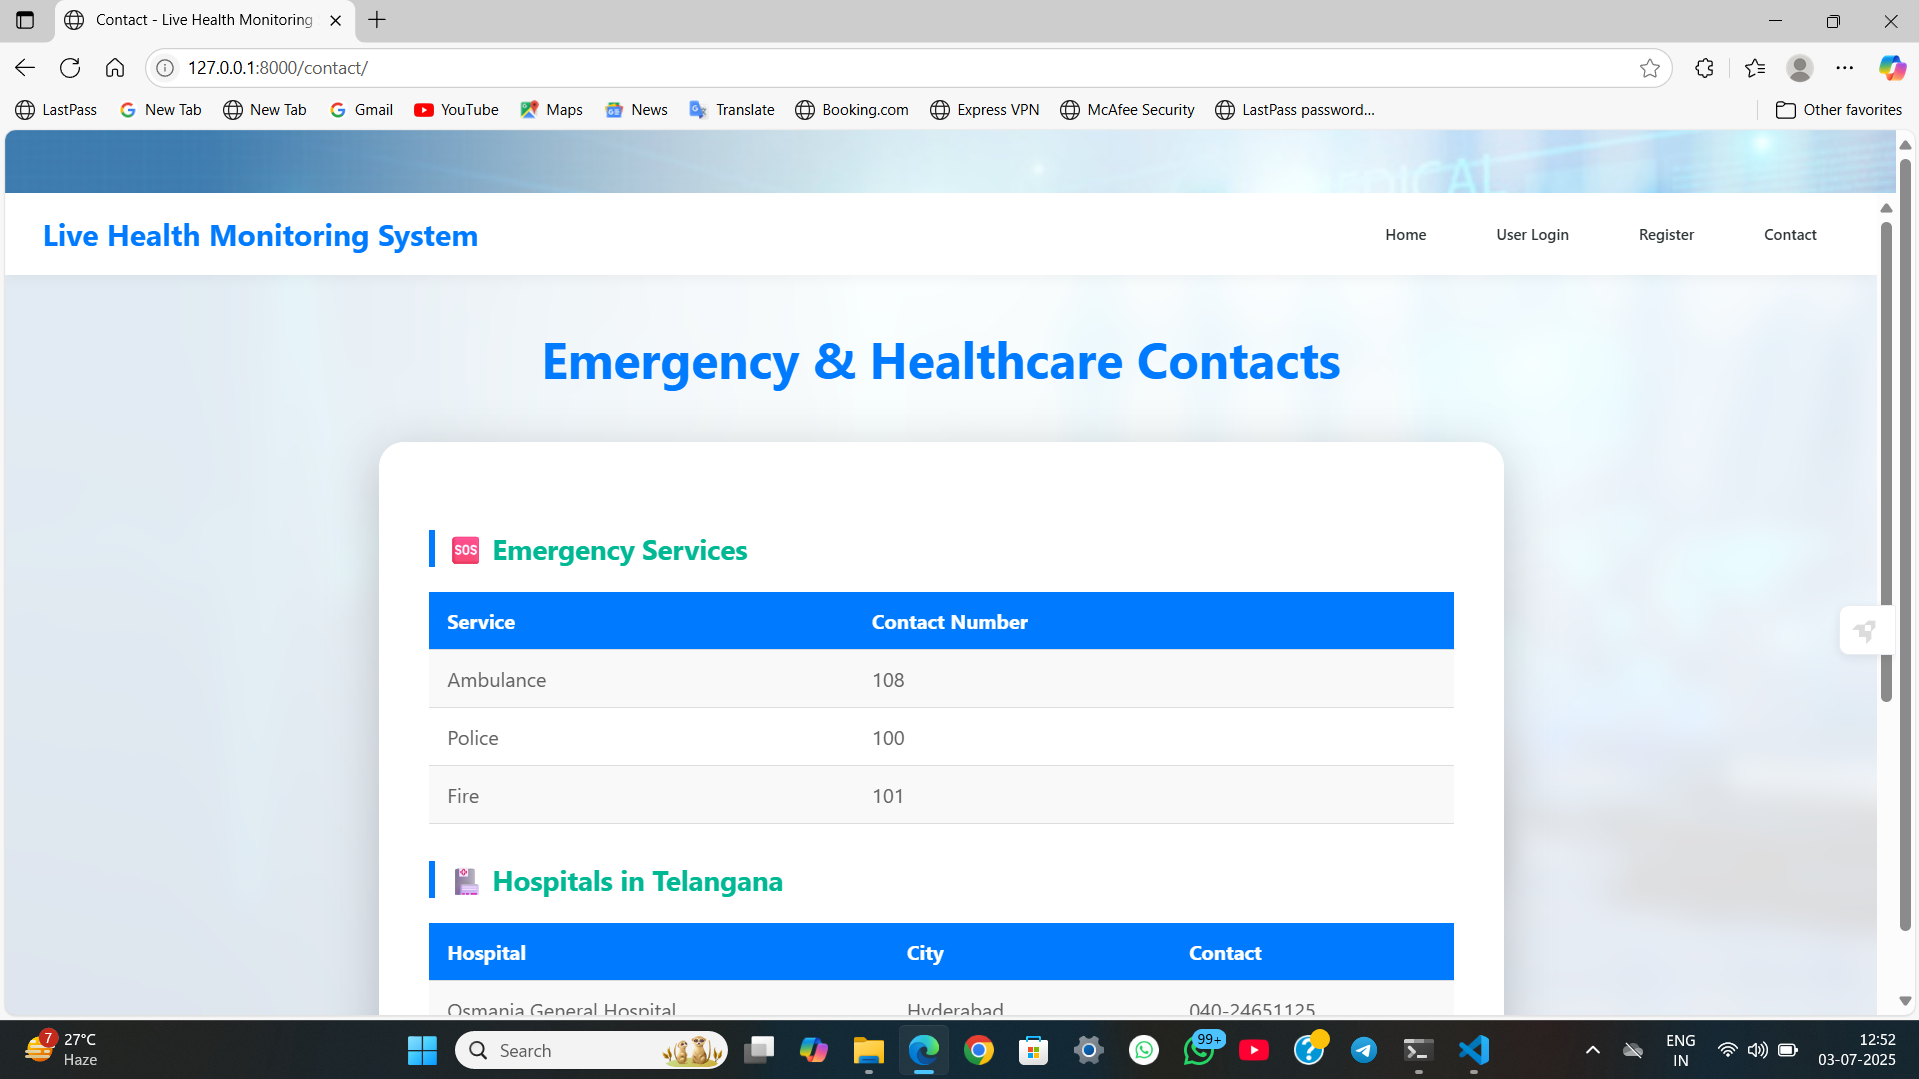 Contact - Live Health Monitoring
127.0.0.1:8000/contact/
LastPass New Tab New Tab Gmail YouTube Maps News Translate Booking.com Express VPN McAfee Security LastPass password... Other favorites
MEDICAL
Live Health Monitoring System Home User Login Register Contact
Emergency & Healthcare Contacts
SOS Emergency Services
Service Contact Number
Ambulance 108
Police 100
Fire 101
Hospitals in Telangana
Hospital City Contact
Osmania General Hospital Hyderabad 040-24651125
7 27°C
Haze
Search
99+
ENG
IN
12:52
03-07-2025